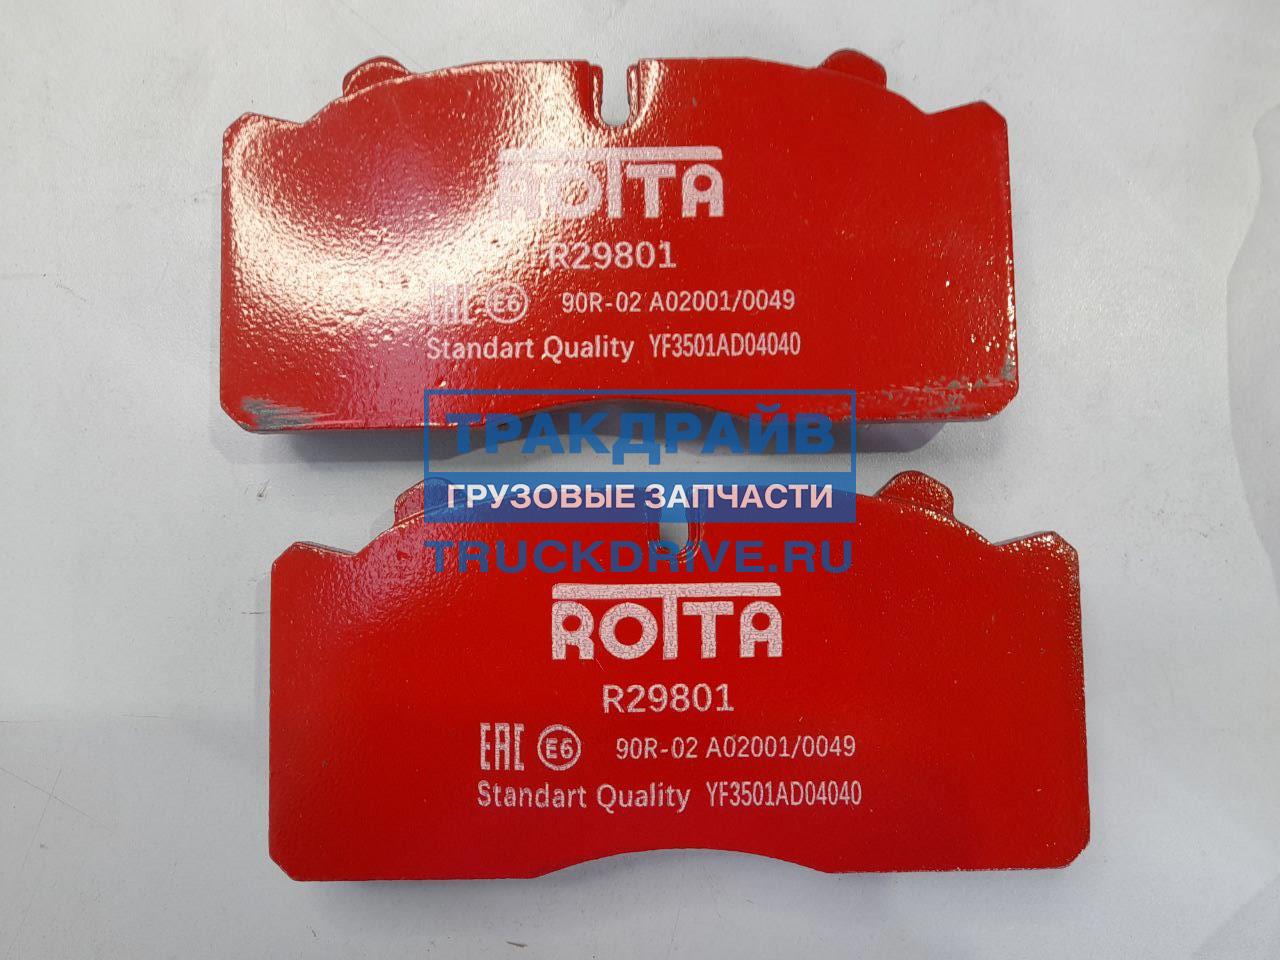 ROTTA
R29801
EAC E6 90R-02 A02001/0049
Standart Quality YF3501AD04040
ТРАКДРАЙВ
ГРУЗОВЫЕ ЗАПЧАСТИ
TRUCKDRIVE.RU
ROTTA
R29801
EAC E6 90R-02 A02001/0049
Standart Quality YF3501AD04040